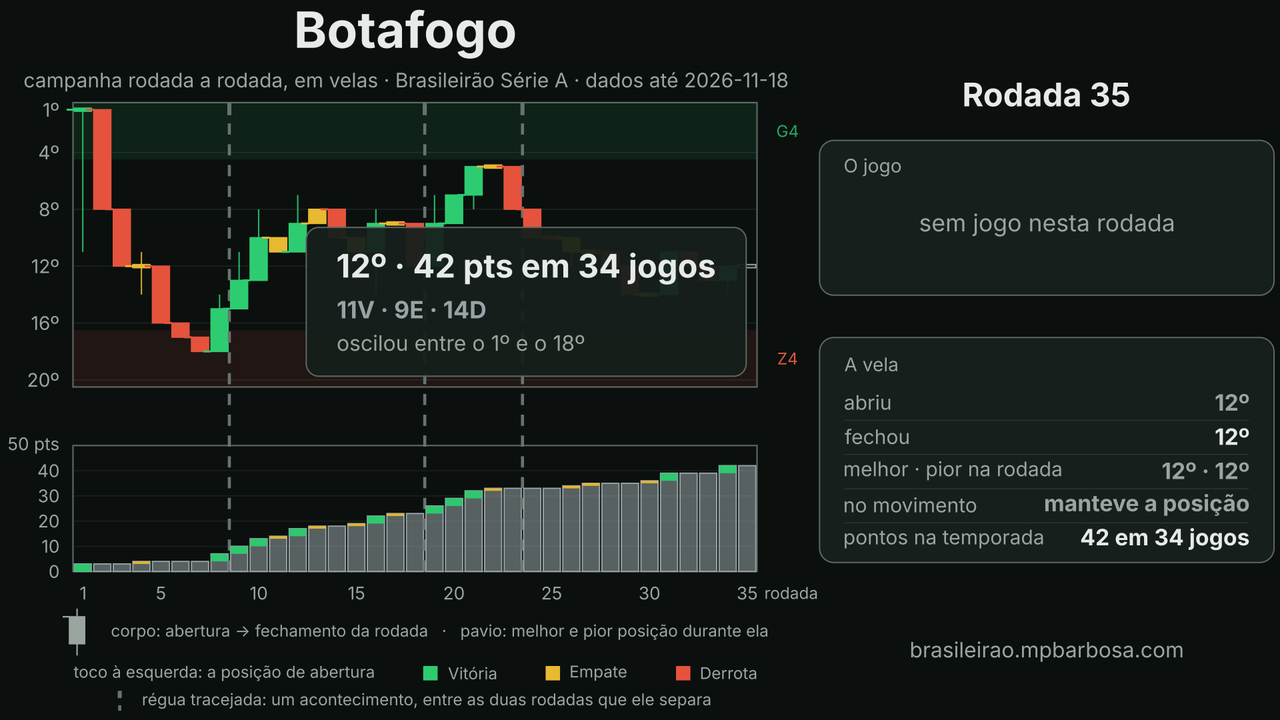 Botafogo
campanha rodada a rodada, em velas · Brasileirão Série A · dados até 2026-11-18
1º
4º
8º
12º
16º
20º
G4
Z4
12º · 42 pts em 34 jogos
11V · 9E · 14D
oscilou entre o 1º e o 18º
50 pts
40
30
20
10
0
1 5 10 15 20 25 30 35 rodada
corpo: abertura → fechamento da rodada · pavio: melhor e pior posição durante ela
toco à esquerda: a posição de abertura Vitória Empate Derrota
régua tracejada: um acontecimento, entre as duas rodadas que ele separa
Rodada 35
O jogo
sem jogo nesta rodada
A vela
abriu 12º
fechou 12º
melhor · pior na rodada 12º · 12º
no movimento manteve a posição
pontos na temporada 42 em 34 jogos
brasileirao.mpbarbosa.com